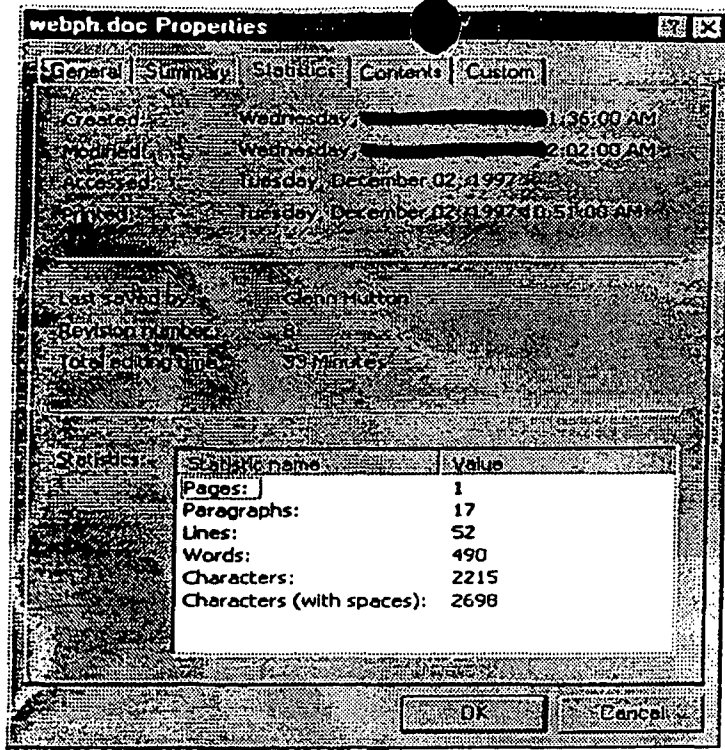 webph.doc Properties
General Summary Statistics Contents Custom
Created: Wednesday, 1:36:00 AM
Modified: Wednesday, 2:02:00 AM
Accessed: Tuesday, December 02, 1997
Printed: Tuesday, December 02, 1997 10:51:00 AM
Last saved by: Glenn Hutton
Revision number: 8
Total editing time: 33 Minutes
Statistics: Statistic name Value
Pages: 1
Paragraphs: 17
Lines: 52
Words: 490
Characters: 2215
Characters (with spaces): 2698
OK Cancel